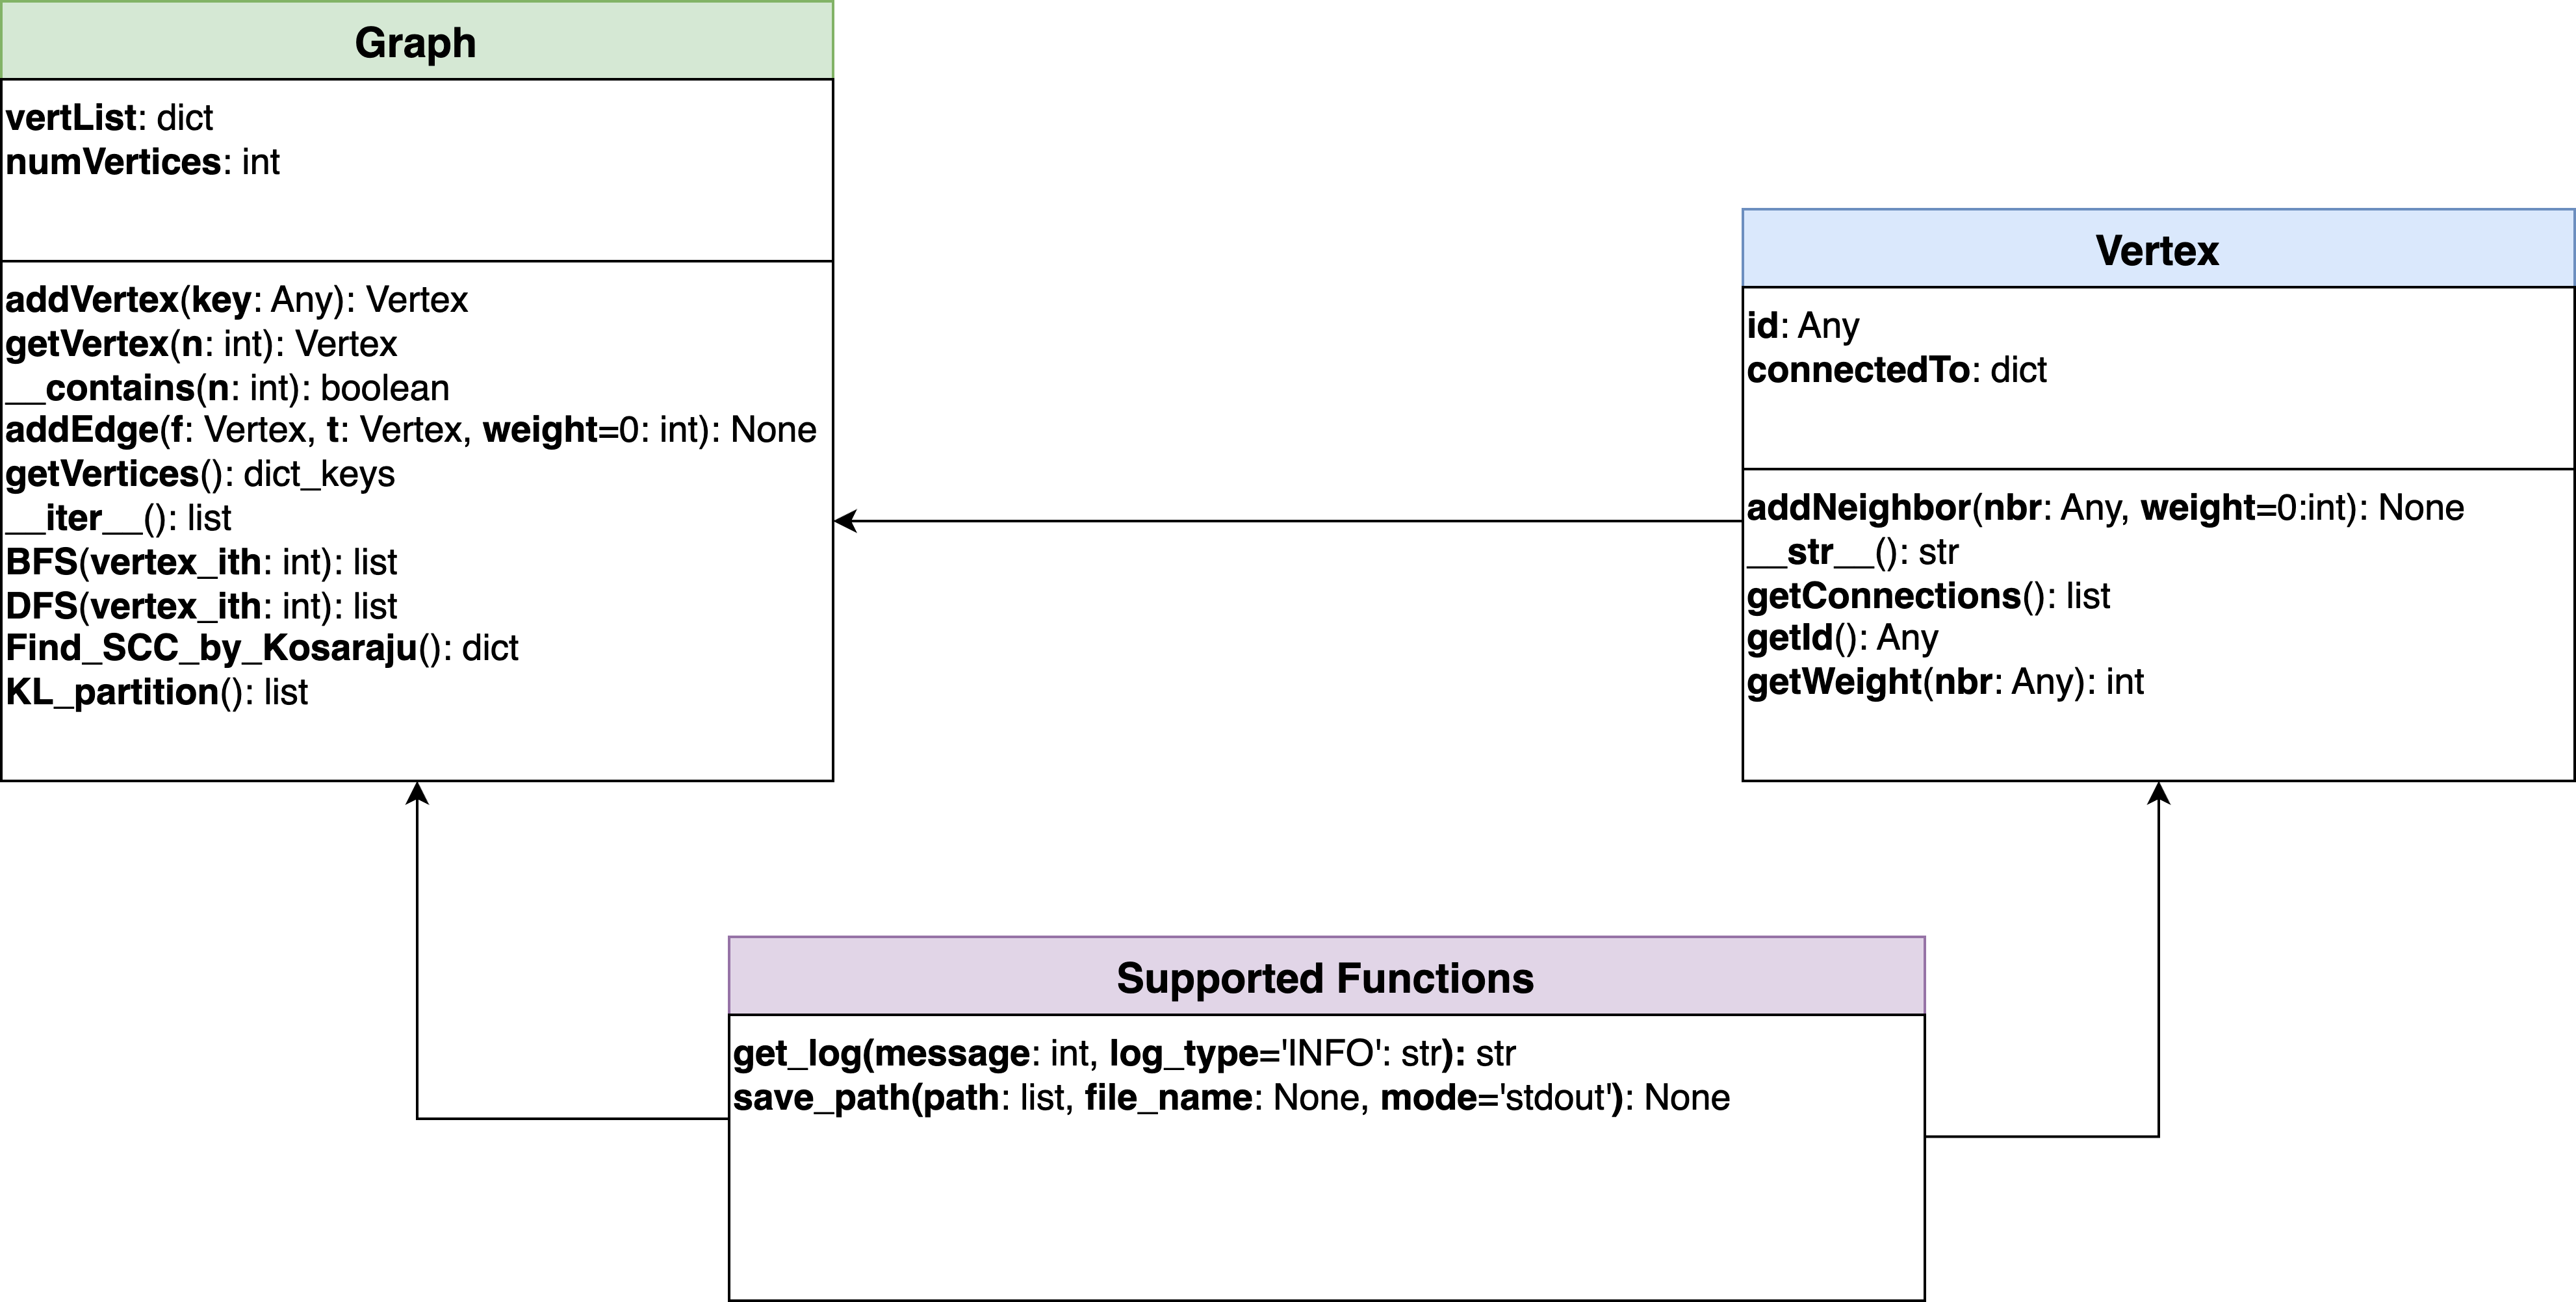 Graph
vertList: dict
numVertices: int
addVertex(key: Any): Vertex
getVertex(n: int): Vertex
__contains(n: int): boolean
addEdge(f: Vertex, t: Vertex, weight=0: int): None
getVertices(): dict_keys
__iter__(): list
BFS(vertex_ith: int): list
DFS(vertex_ith: int): list
Find_SCC_by_Kosaraju(): dict
KL_partition(): list
Vertex
id: Any
connectedTo: dict
addNeighbor(nbr: Any, weight=0:int): None
__str__(): str
getConnections(): list
getId(): Any
getWeight(nbr: Any): int
Supported Functions
get_log(message: int, log_type='INFO': str): str
save_path(path: list, file_name: None, mode='stdout'): None